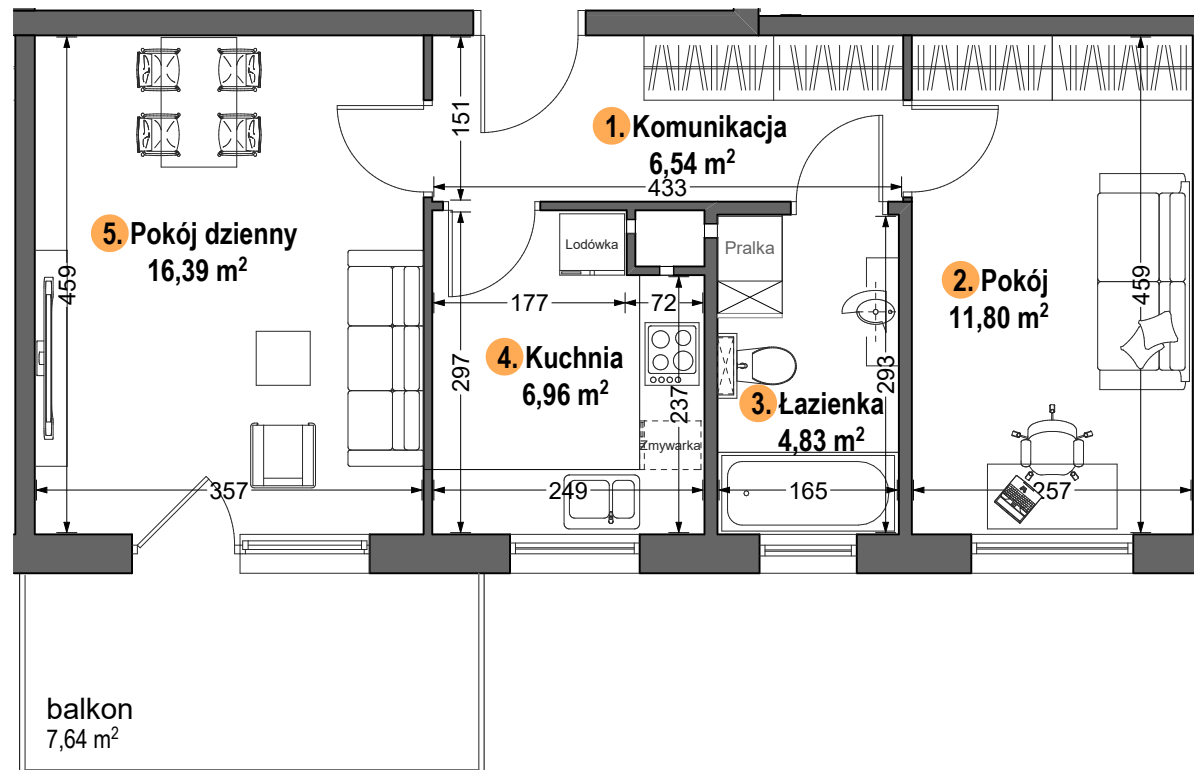 151
1. Komunikacja
6,54 m²
433
5. Pokój dzienny
16,39 m²
459
Lodówka
Pralka
177
72
2. Pokój
11,80 m²
459
4. Kuchnia
6,96 m²
297
237
293
3. Łazienka
4,83 m²
Zmywarka
357
249
165
257
balkon
7,64 m²